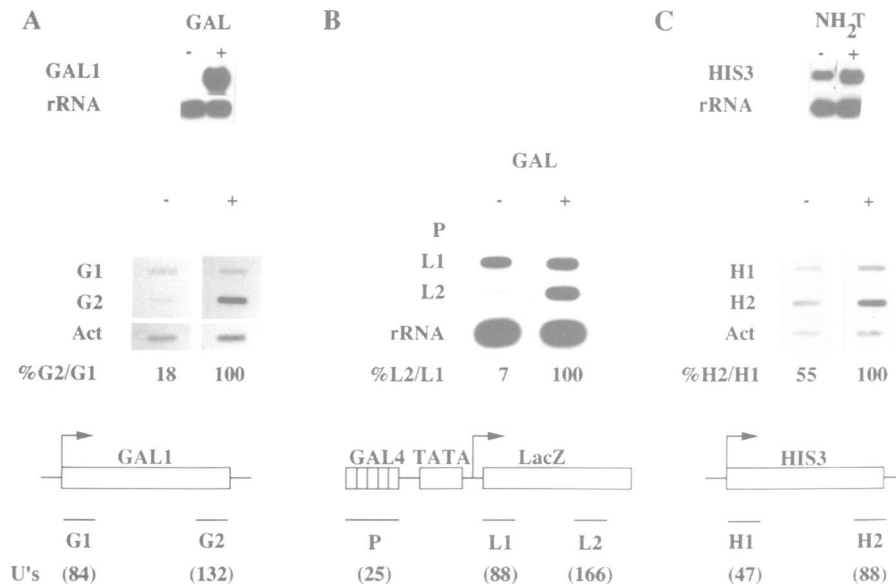 A
GAL
- +
GAL1
rRNA
- +
G1
G2
Act
%G2/G1 18 100
GAL1
G1 G2
U's (84) (132)
B
GAL
- +
P
L1
L2
rRNA
%L2/L1 7 100
GAL4 TATA LacZ
P L1 L2
(25) (88) (166)
C
NH2T
- +
HIS3
rRNA
- +
H1
H2
Act
%H2/H1 55 100
HIS3
H1 H2
(47) (88)